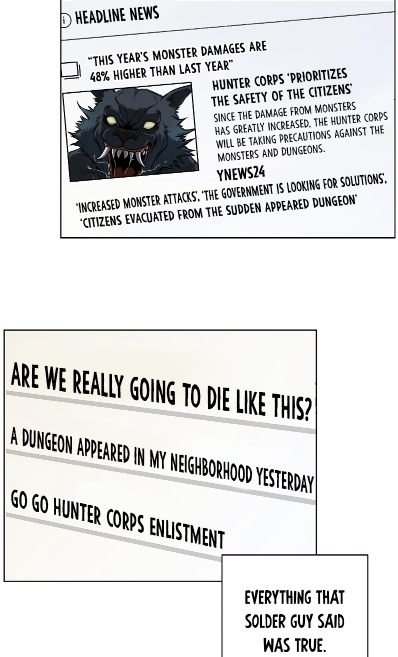 HEADLINE NEWS
"THIS YEAR'S MONSTER DAMAGES ARE
48% HIGHER THAN LAST YEAR"
HUNTER CORPS 'PRIORITIZES
THE SAFETY OF THE CITIZENS'
SINCE THE DAMAGE FROM MONSTERS
HAS GREATLY INCREASED, THE HUNTER CORPS
WILL BE TAKING PRECAUTIONS AGAINST THE
MONSTERS AND DUNGEONS.
YNEWS24
'INCREASED MONSTER ATTACKS', 'THE GOVERNMENT IS LOOKING FOR SOLUTIONS',
'CITIZENS EVACUATED FROM THE SUDDEN APPEARED DUNGEON'
ARE WE REALLY GOING TO DIE LIKE THIS?
A DUNGEON APPEARED IN MY NEIGHBORHOOD YESTERDAY
GO GO HUNTER CORPS ENLISTMENT
EVERYTHING THAT
SOLDER GUY SAID
WAS TRUE.